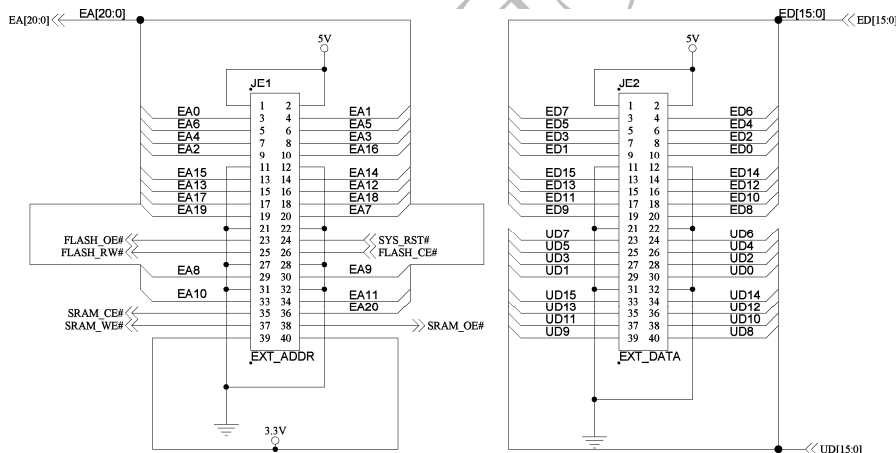 EA[20:0] EA[20:0] ED[15:0] ED[15:0]
5V 5V
JE1 JE2
1 2 1 2
EA0 3 4 EA1 ED7 3 4 ED6
EA6 5 6 EA5 ED5 5 6 ED4
EA4 7 8 EA3 ED3 7 8 ED2
EA2 9 10 EA16 ED1 9 10 ED0
11 12 11 12
EA15 13 14 EA14 ED15 13 14 ED14
EA13 15 16 EA12 ED13 15 16 ED12
EA17 17 18 EA18 ED11 17 18 ED10
EA19 19 20 EA7 ED9 19 20 ED8
21 22 21 22
FLASH_OE# 23 24 SYS_RST# UD7 23 24 UD6
FLASH_RW# 25 26 FLASH_CE# UD5 25 26 UD4
27 28 UD3 27 28 UD2
EA8 29 30 EA9 UD1 29 30 UD0
31 32 31 32
EA10 33 34 EA11 UD15 33 34 UD14
SRAM_CE# 35 36 EA20 UD13 35 36 UD12
SRAM_WE# 37 38 SRAM_OE# UD11 37 38 UD10
39 40 UD9 39 40 UD8
EXT_ADDR EXT_DATA
3.3V
UD[15:0]